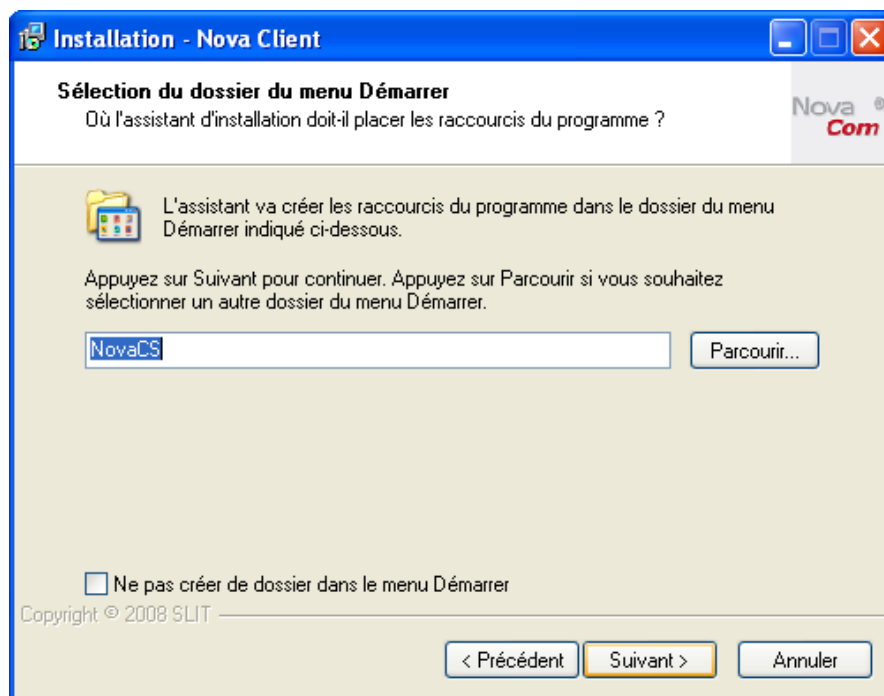 Installation - Nova Client
Sélection du dossier du menu Démarrer
Où l'assistant d'installation doit-il placer les raccourcis du programme ?
Nova ®
Com
L'assistant va créer les raccourcis du programme dans le dossier du menu
Démarrer indiqué ci-dessous.
Appuyez sur Suivant pour continuer. Appuyez sur Parcourir si vous souhaitez
sélectionner un autre dossier du menu Démarrer.
NovaCS
Parcourir...
Ne pas créer de dossier dans le menu Démarrer
Copyright © 2008 SLIT
< Précédent
Suivant >
Annuler